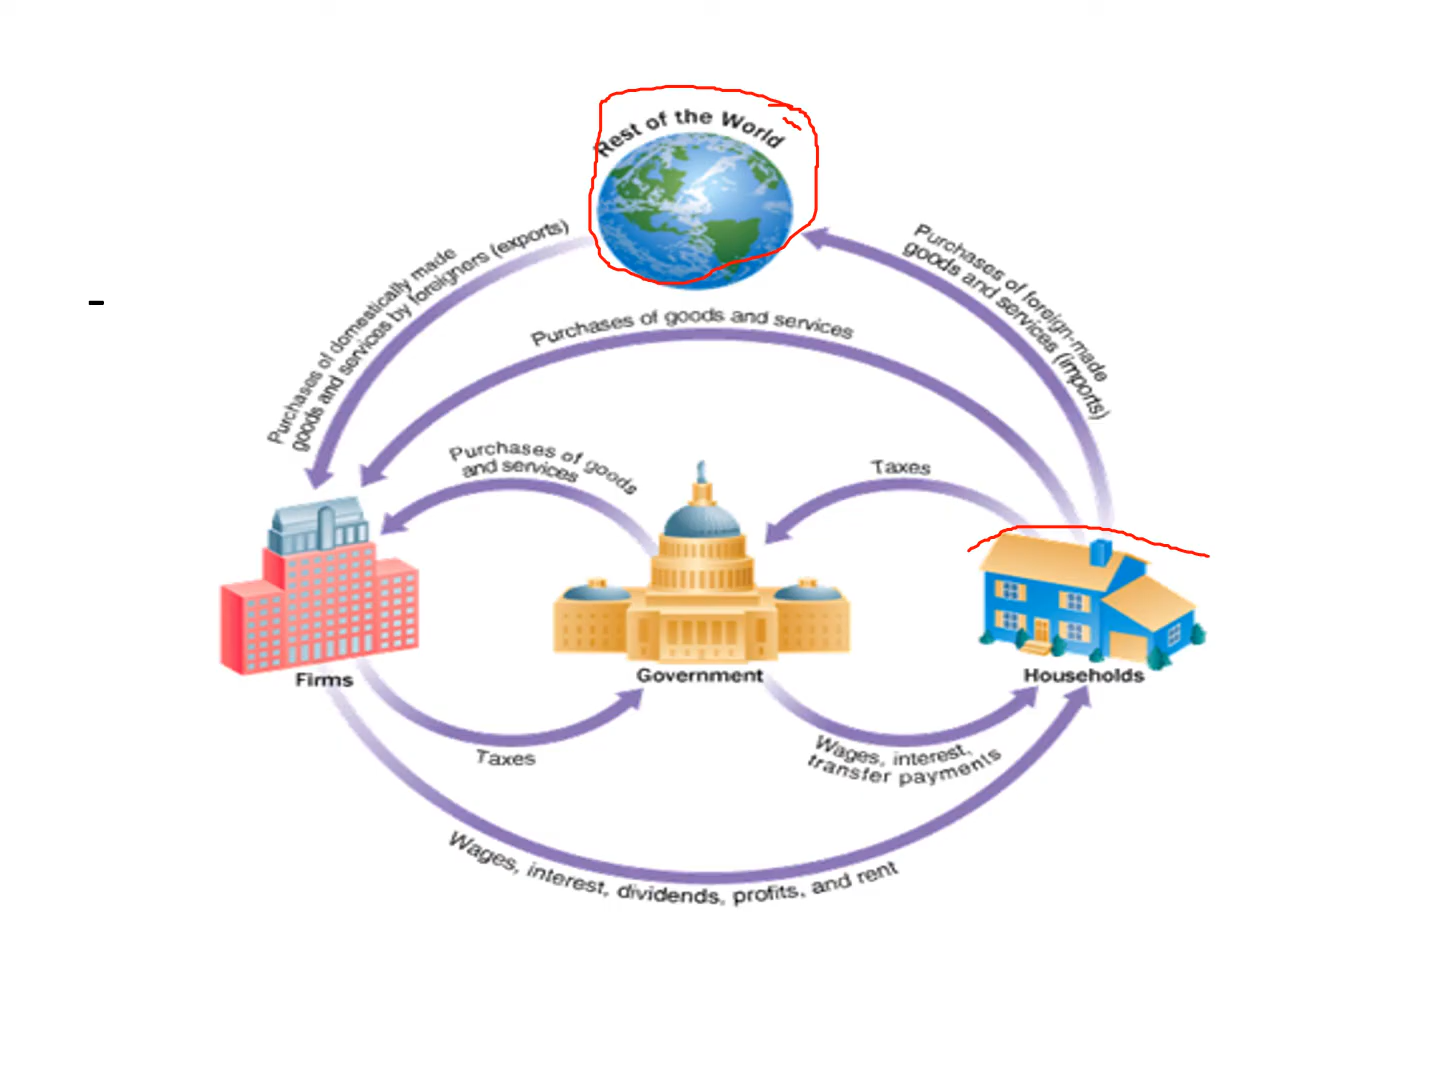 Rest of the World
Purchases of domestically made
goods and services by foreigners (exports)
Purchases of foreign-made
goods and services (imports)
Purchases of goods and services
Purchases of goods
and services
Taxes
-
Firms
Government
Households
Taxes
Wages, interest,
transfer payments
Wages, interest, dividends, profits, and rent